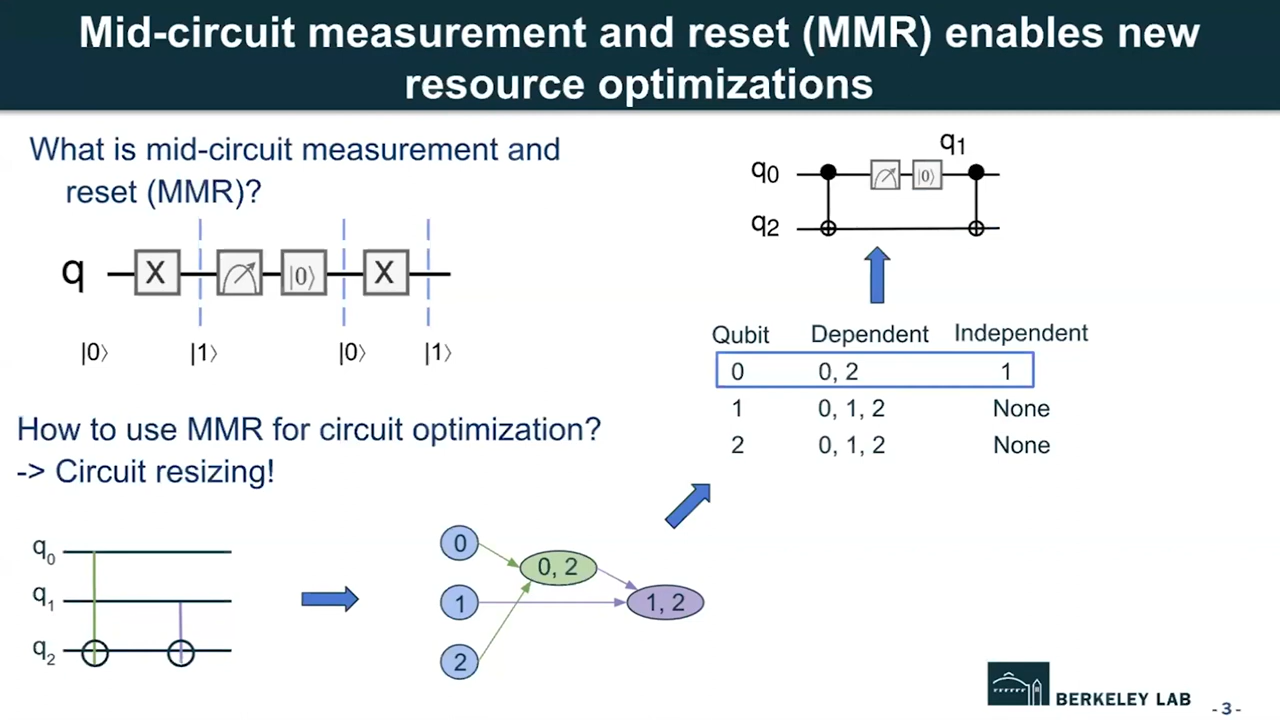 Mid-circuit measurement and reset (MMR) enables new
resource optimizations
What is mid-circuit measurement and
reset (MMR)?
q X |0⟩ X
|0⟩ |1⟩ |0⟩ |1⟩
How to use MMR for circuit optimization?
-> Circuit resizing!
q0
q1
q2
0
1
2
0, 2
1, 2
q1
q0 |0⟩
q2
Qubit Dependent Independent
0 0, 2 1
1 0, 1, 2 None
2 0, 1, 2 None
BERKELEY LAB
- 3 -